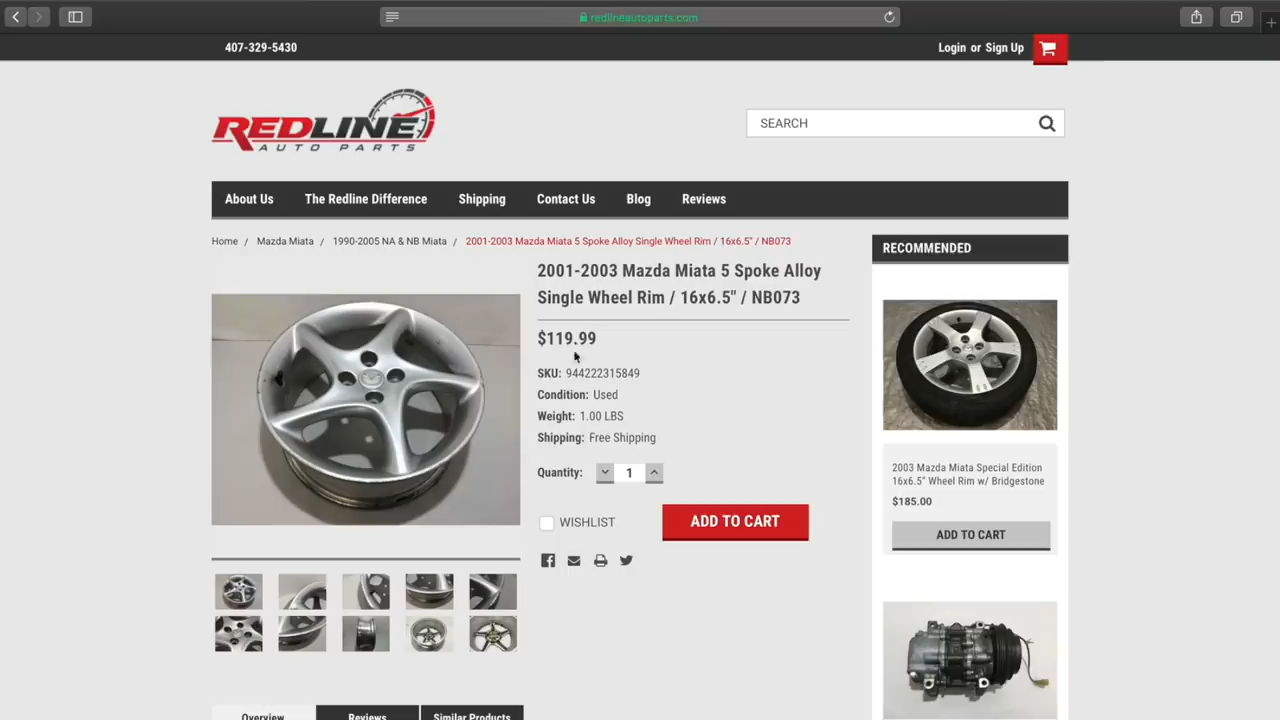 redlineautoparts.com
407-329-5430
Login or Sign Up
REDLINE
AUTO PARTS
SEARCH
About Us The Redline Difference Shipping Contact Us Blog Reviews
Home / Mazda Miata / 1990-2005 NA & NB Miata / 2001-2003 Mazda Miata 5 Spoke Alloy Single Wheel Rim / 16x6.5" / NB073
2001-2003 Mazda Miata 5 Spoke Alloy
Single Wheel Rim / 16x6.5" / NB073
$119.99
SKU: 944222315849
Condition: Used
Weight: 1.00 LBS
Shipping: Free Shipping
Quantity: 1
WISHLIST
ADD TO CART
Overview Reviews Similar Products
RECOMMENDED
2003 Mazda Miata Special Edition
16x6.5" Wheel Rim w/ Bridgestone
$185.00
ADD TO CART